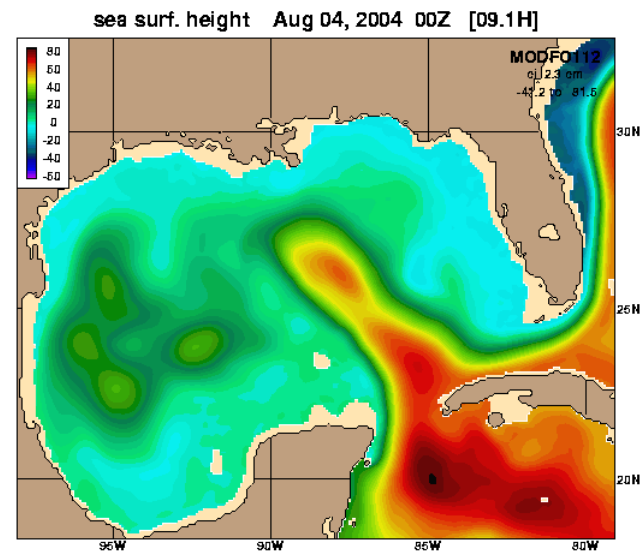 sea surf. height Aug 04, 2004 00Z [09.1H]
MODFO112
ci 2.3 cm
-41.2 to 81.5
80
60
40
20
0
-20
-40
-60
30N
25N
20N
95W 90W 85W 80W